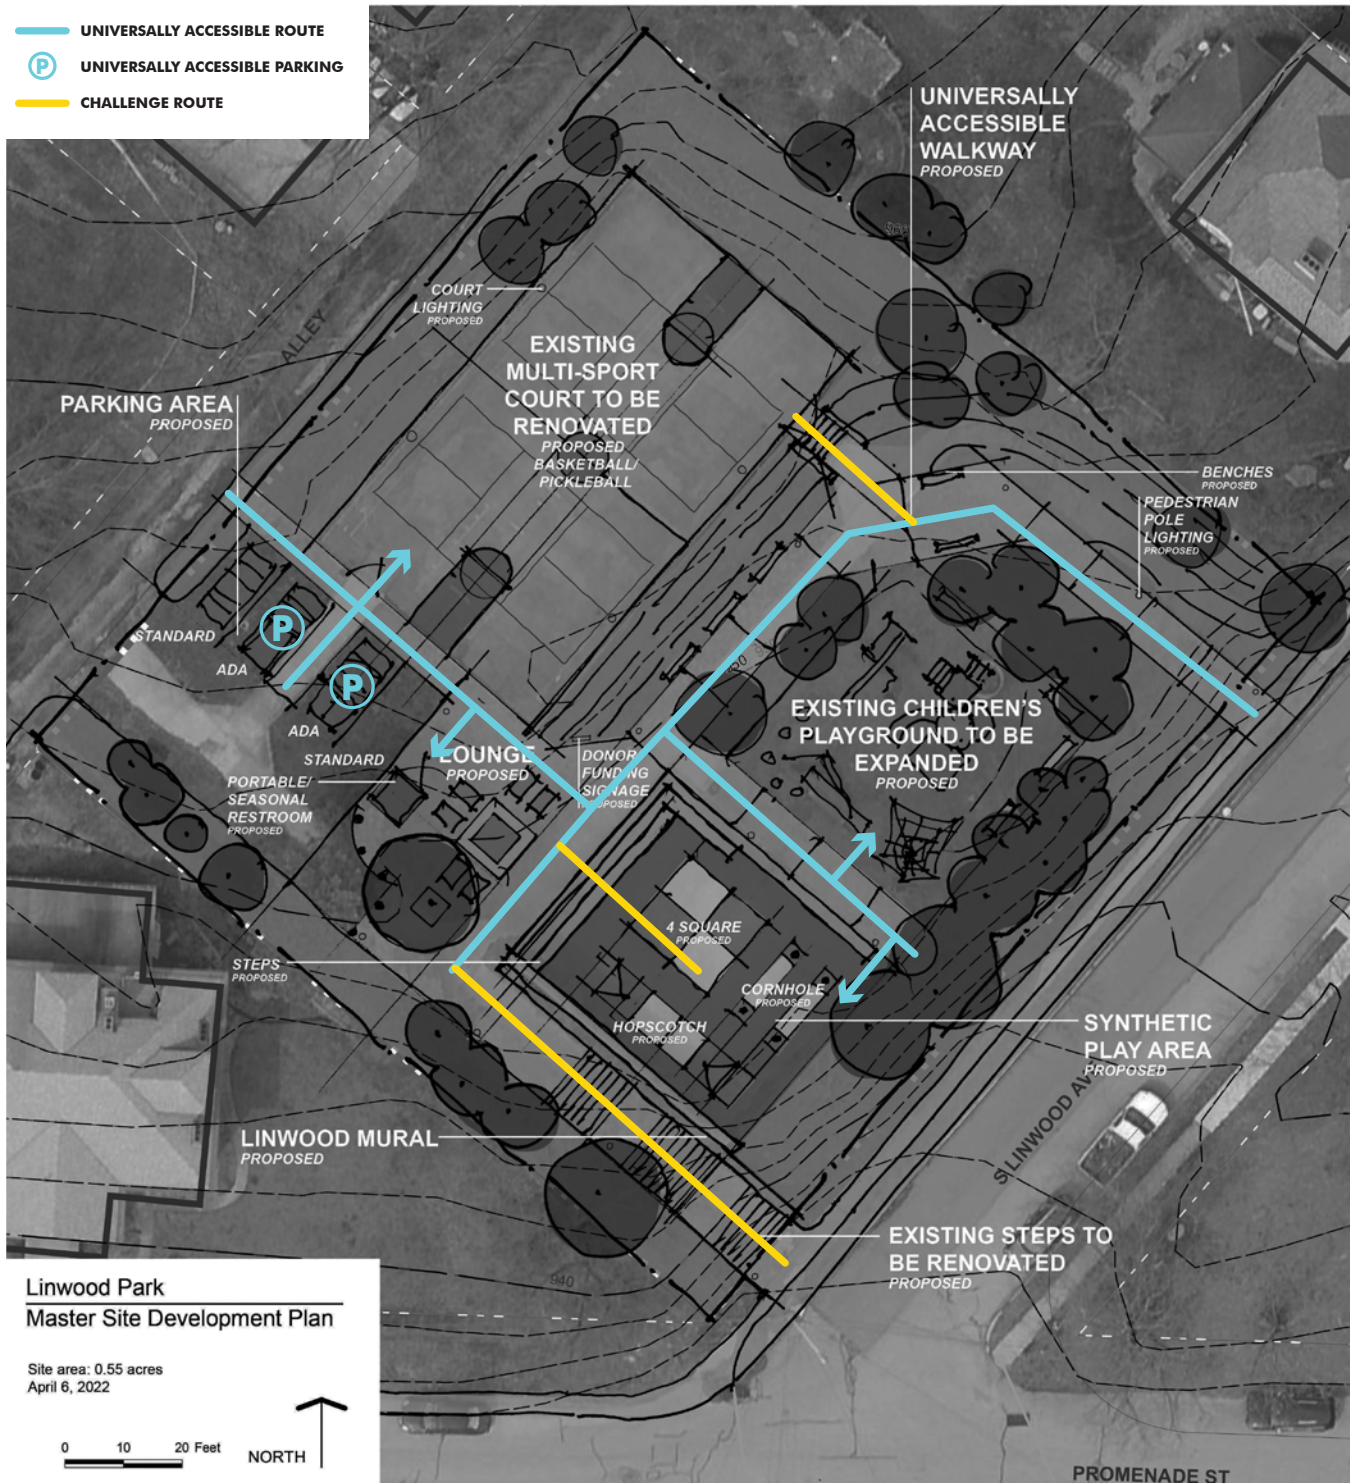 UNIVERSALLY ACCESSIBLE ROUTE
P
UNIVERSALLY ACCESSIBLE PARKING
CHALLENGE ROUTE
UNIVERSALLY
ACCESSIBLE
WALKWAY
PROPOSED
COURT
LIGHTING
PROPOSED
ALLEY
EXISTING
MULTI-SPORT
COURT TO BE
RENOVATED
PROPOSED
BASKETBALL/
PICKLEBALL
PARKING AREA
PROPOSED
BENCHES
PROPOSED
PEDESTRIAN
POLE
LIGHTING
PROPOSED
STANDARD
P
ADA
P
ADA
STANDARD
LOUNGE
PROPOSED
DONOR
FUNDING
SIGNAGE
PROPOSED
EXISTING CHILDREN'S
PLAYGROUND TO BE
EXPANDED
PROPOSED
PORTABLE/
SEASONAL
RESTROOM
PROPOSED
4 SQUARE
PROPOSED
STEPS
PROPOSED
CORNHOLE
PROPOSED
HOPSCOTCH
PROPOSED
SYNTHETIC
PLAY AREA
PROPOSED
S LINWOOD AV
LINWOOD MURAL
PROPOSED
EXISTING STEPS TO
BE RENOVATED
PROPOSED
940
Linwood Park
Master Site Development Plan
Site area: 0.55 acres
April 6, 2022
0 10 20 Feet
NORTH
PROMENADE ST